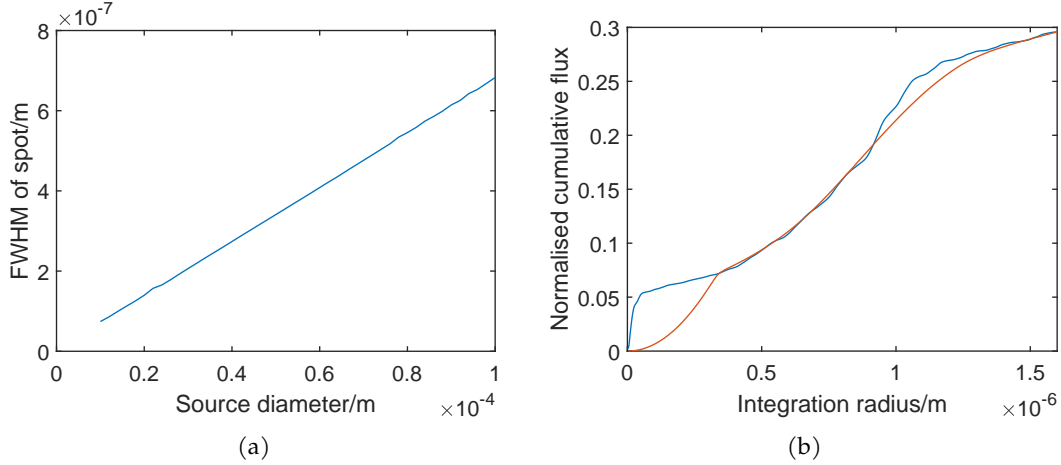 ×10⁻⁷
8
6
4
2
0
FWHM of spot/m
0 0.2 0.4 0.6 0.8 1
Source diameter/m ×10⁻⁴
(a)
0.3
0.25
0.2
0.15
0.1
0.05
0
Normalised cumulative flux
0 0.5 1 1.5
Integration radius/m ×10⁻⁶
(b)